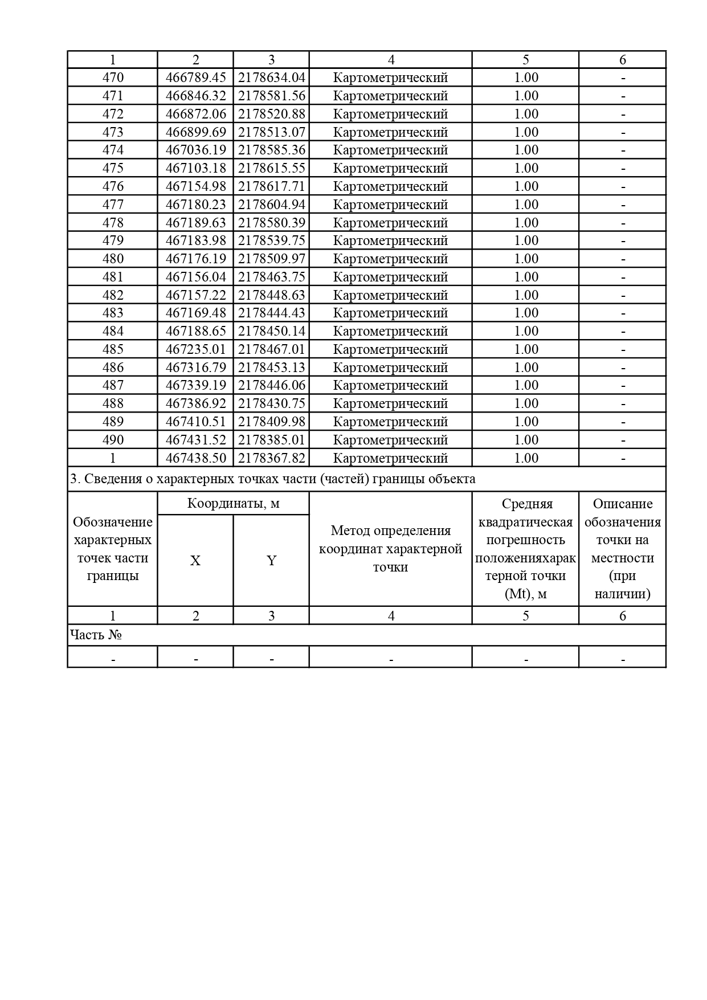 1 2 3 4 5 6
470 466789.45 2178634.04 Картометрический 1.00 -
471 466846.32 2178581.56 Картометрический 1.00 -
472 466872.06 2178520.88 Картометрический 1.00 -
473 466899.69 2178513.07 Картометрический 1.00 -
474 467036.19 2178585.36 Картометрический 1.00 -
475 467103.18 2178615.55 Картометрический 1.00 -
476 467154.98 2178617.71 Картометрический 1.00 -
477 467180.23 2178604.94 Картометрический 1.00 -
478 467189.63 2178580.39 Картометрический 1.00 -
479 467183.98 2178539.75 Картометрический 1.00 -
480 467176.19 2178509.97 Картометрический 1.00 -
481 467156.04 2178463.75 Картометрический 1.00 -
482 467157.22 2178448.63 Картометрический 1.00 -
483 467169.48 2178444.43 Картометрический 1.00 -
484 467188.65 2178450.14 Картометрический 1.00 -
485 467235.01 2178467.01 Картометрический 1.00 -
486 467316.79 2178453.13 Картометрический 1.00 -
487 467339.19 2178446.06 Картометрический 1.00 -
488 467386.92 2178430.75 Картометрический 1.00 -
489 467410.51 2178409.98 Картометрический 1.00 -
490 467431.52 2178385.01 Картометрический 1.00 -
1 467438.50 2178367.82 Картометрический 1.00 -
3. Сведения о характерных точках части (частей) границы объекта
Обозначение
характерных
точек части
границы
Координаты, м
X
Y
Метод определения
координат характерной
точки
Средняя
квадратическая
погрешность
положенияхарак
терной точки
(Mt), м
Описание
обозначения
точки на
местности
(при
наличии)
1 2 3 4 5 6
Часть №
- - - - - -